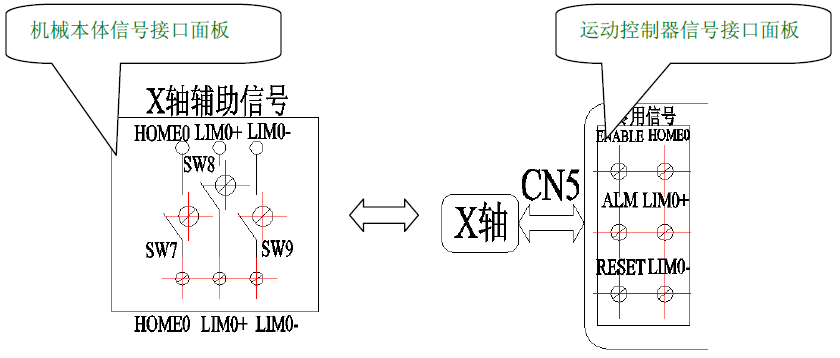 机械本体信号接口面板
运动控制器信号接口面板
X轴辅助信号
HOME0 LIM0+ LIM0-
SW8
SW7
SW9
HOME0 LIM0+ LIM0-
X轴
CN5
用信号
ENABLE HOME0
ALM LIM0+
RESET LIM0-